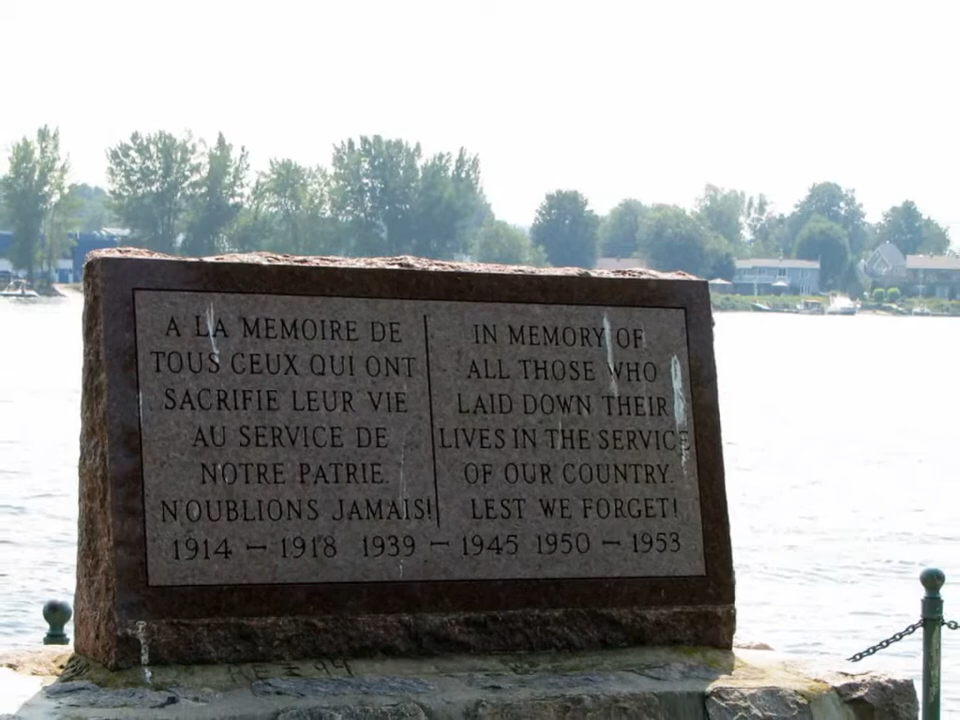 A LA MEMOIRE DE
TOUS CEUX QUI ONT
SACRIFIE LEUR VIE
AU SERVICE DE
NOTRE PATRIE.
N'OUBLIONS JAMAIS!
IN MEMORY OF
ALL THOSE WHO
LAID DOWN THEIR
LIVES IN THE SERVICE
OF OUR COUNTRY.
LEST WE FORGET!
1914 – 1918 1939 – 1945 1950 – 1953